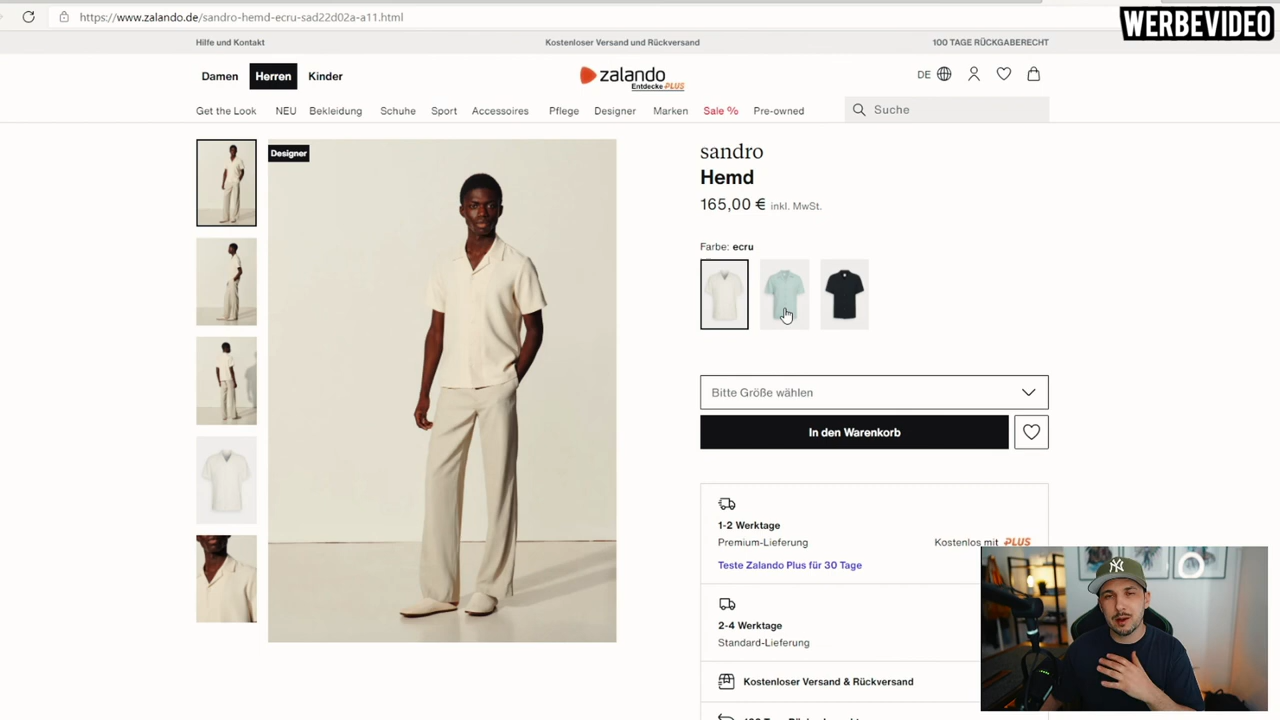 https://www.zalando.de/sandro-hemd-ecru-sad22d02a-a11.html
WERBEVIDEO
Hilfe und Kontakt
Kostenloser Versand und Rückversand
100 TAGE RÜCKGABERECHT
Damen
Herren
Kinder
zalando
Entdecke PLUS
DE
Get the Look
NEU
Bekleidung
Schuhe
Sport
Accessoires
Pflege
Designer
Marken
Sale %
Pre-owned
Suche
Designer
sandro
Hemd
165,00 € inkl. MwSt.
Farbe: ecru
Bitte Größe wählen
In den Warenkorb
1-2 Werktage
Premium-Lieferung
Kostenlos mit PLUS
Teste Zalando Plus für 30 Tage
2-4 Werktage
Standard-Lieferung
Kostenloser Versand & Rückversand